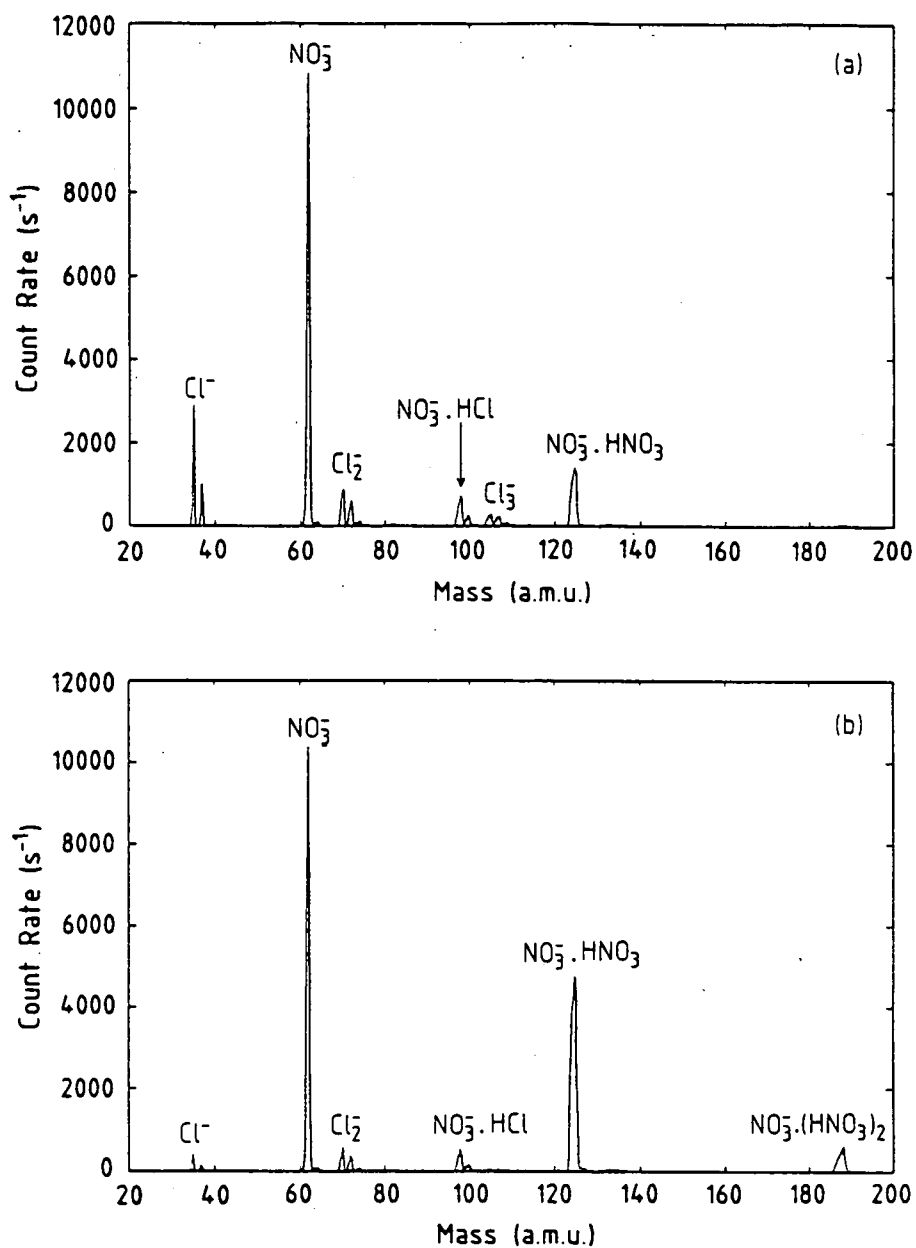 (a)
12000
10000
8000
6000
4000
2000
0
Count Rate (s⁻¹)
NO₃⁻
Cl⁻
Cl₂⁻
NO₃⁻.HCl
Cl₃⁻
NO₃⁻.HNO₃
20 40 60 80 100 120 140 160 180 200
Mass (a.m.u.)
(b)
12000
10000
8000
6000
4000
2000
0
Count Rate (s⁻¹)
NO₃⁻
NO₃⁻.HNO₃
Cl⁻
Cl₂⁻
NO₃⁻.HCl
NO₃⁻.(HNO₃)₂
20 40 60 80 100 120 140 160 180 200
Mass (a.m.u.)